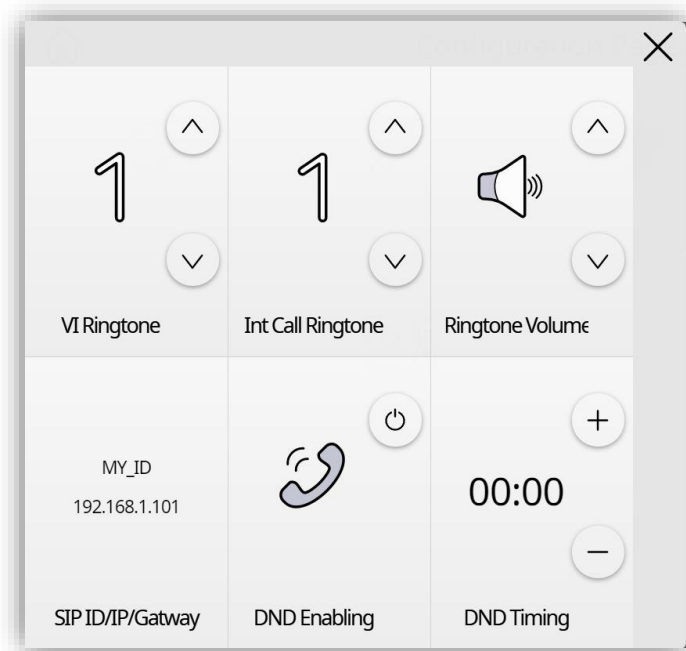 1
1
VI Ringtone
Int Call Ringtone
Ringtone Volume
MY_ID
192.168.1.101
00:00
SIP ID/IP/Gatway
DND Enabling
DND Timing